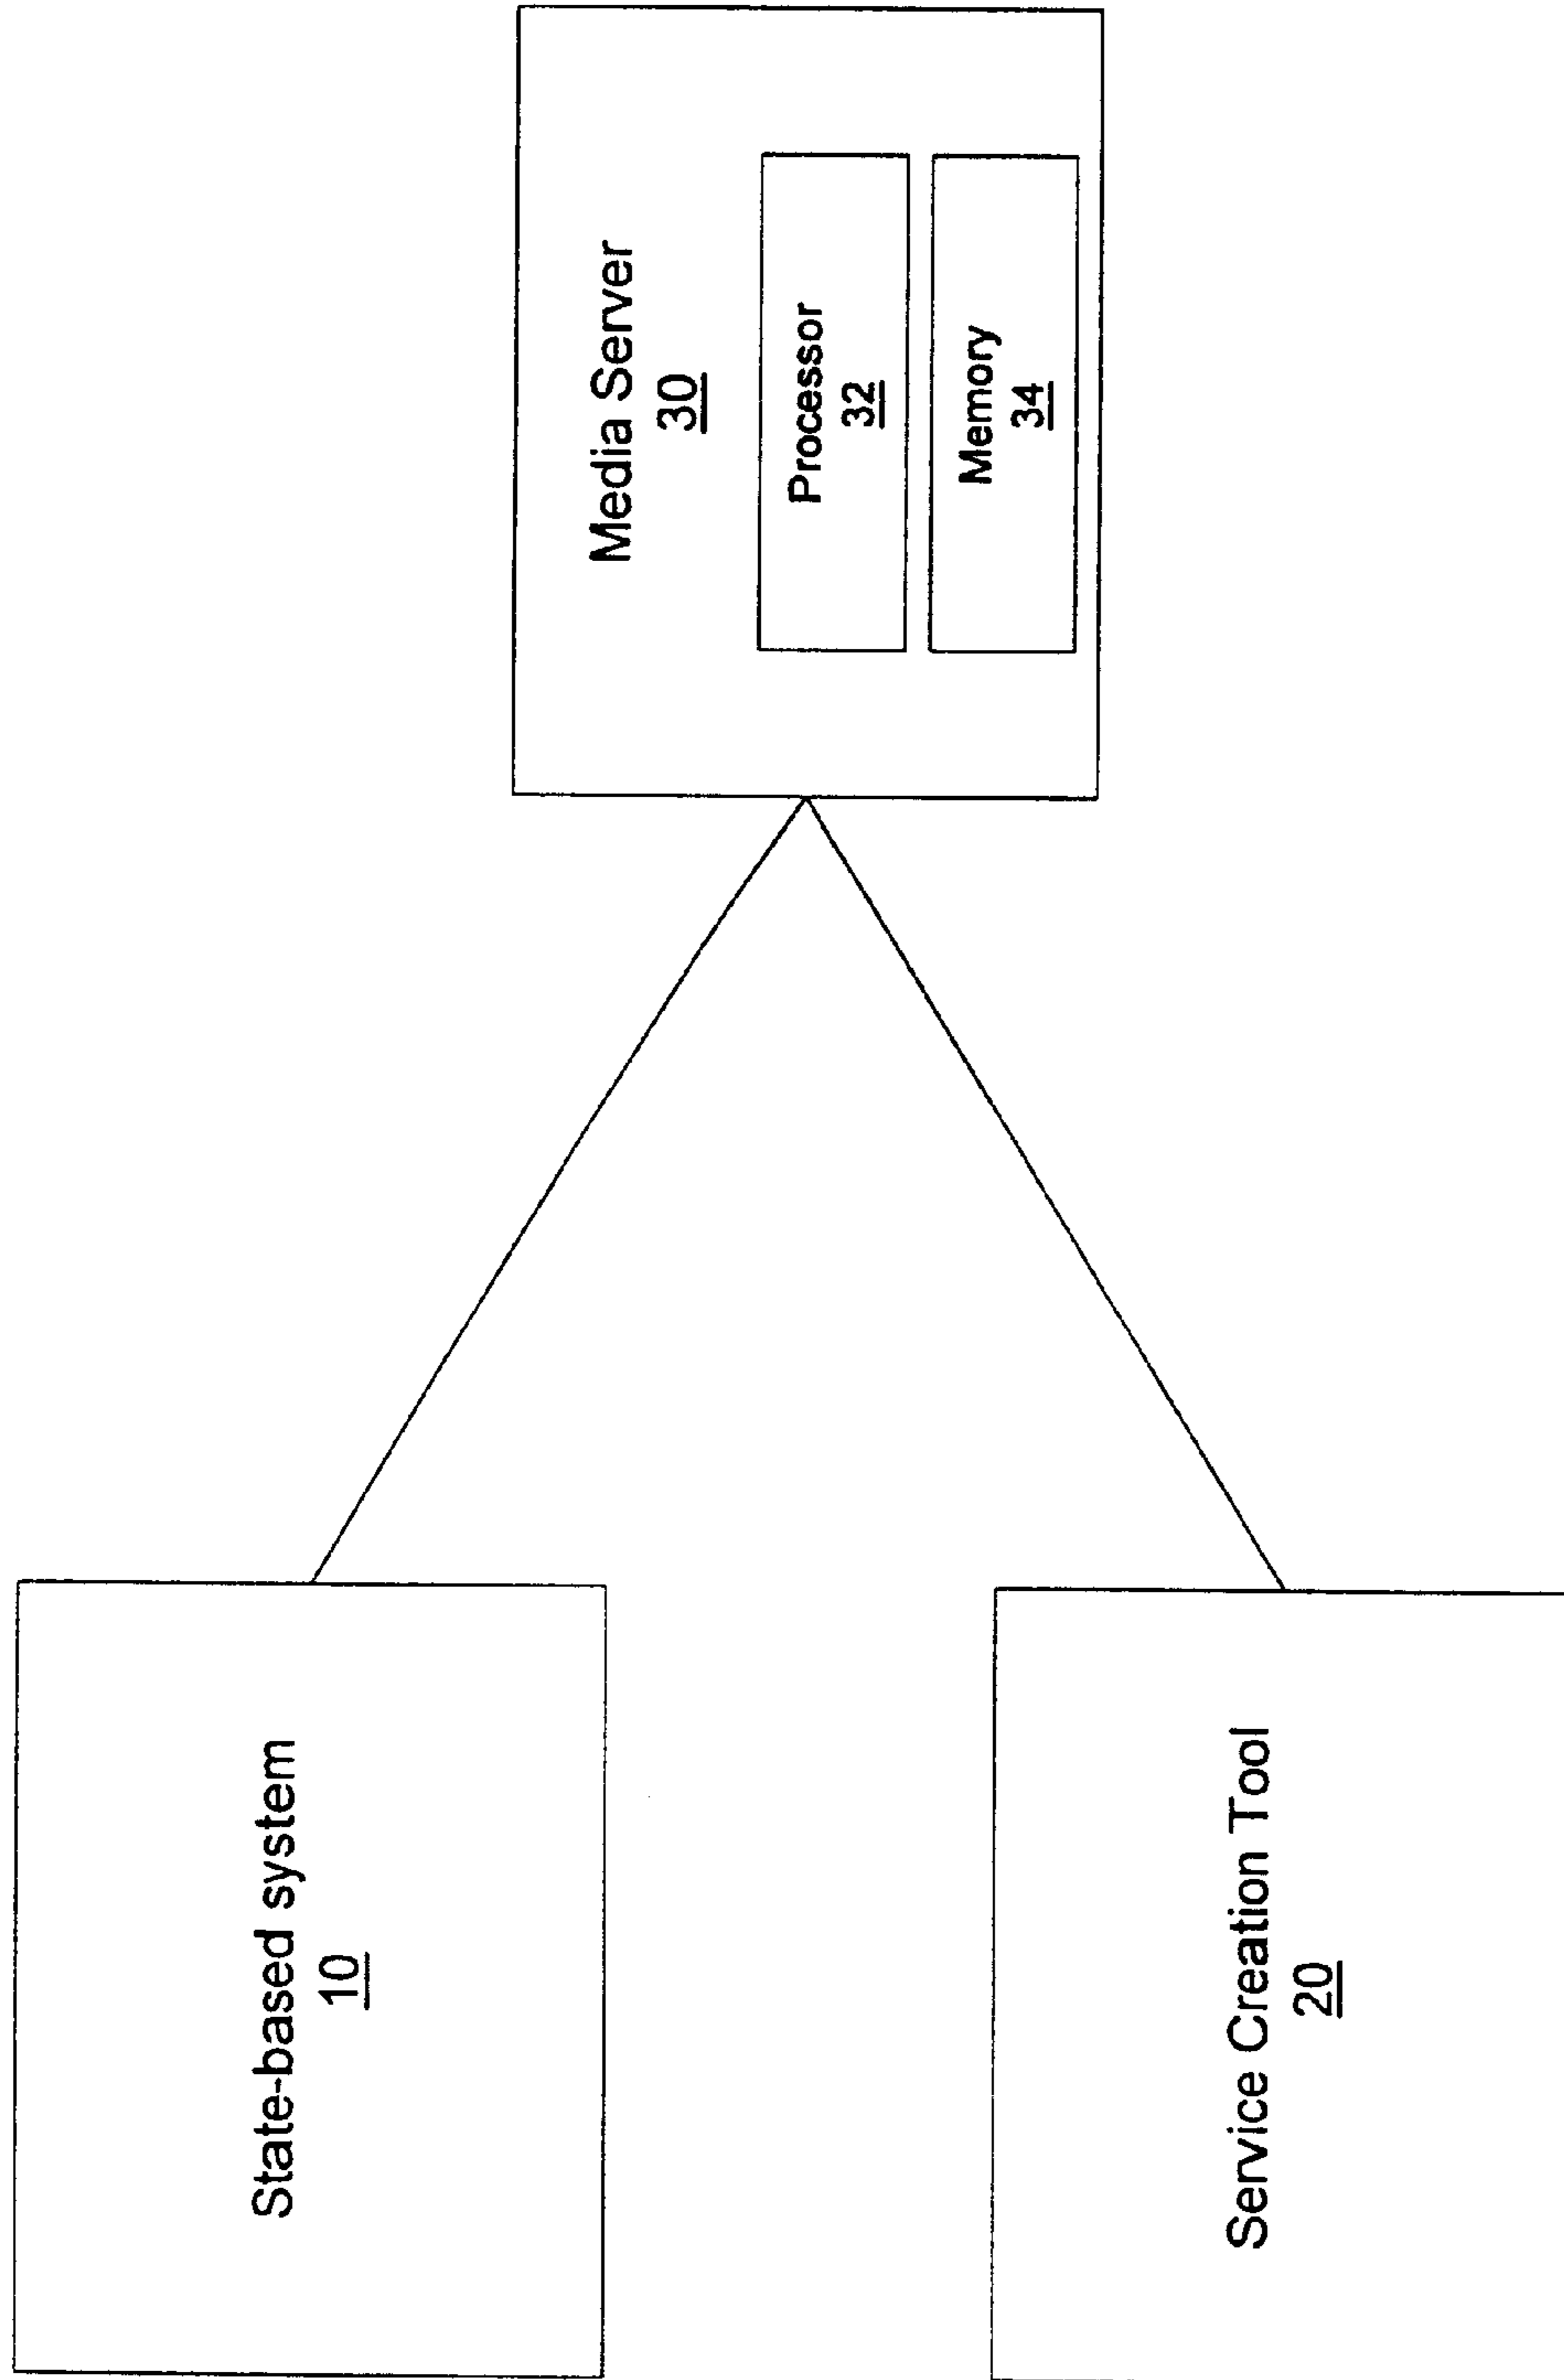 State-based system
10
Service Creation Tool
20
Media Server
30
Processor
32
Memory
34